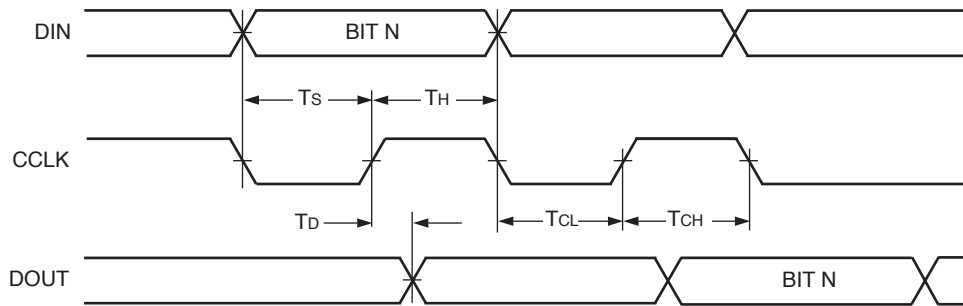 DIN
BIT N
TS
TH
CCLK
TD
TCL
TCH
DOUT
BIT N